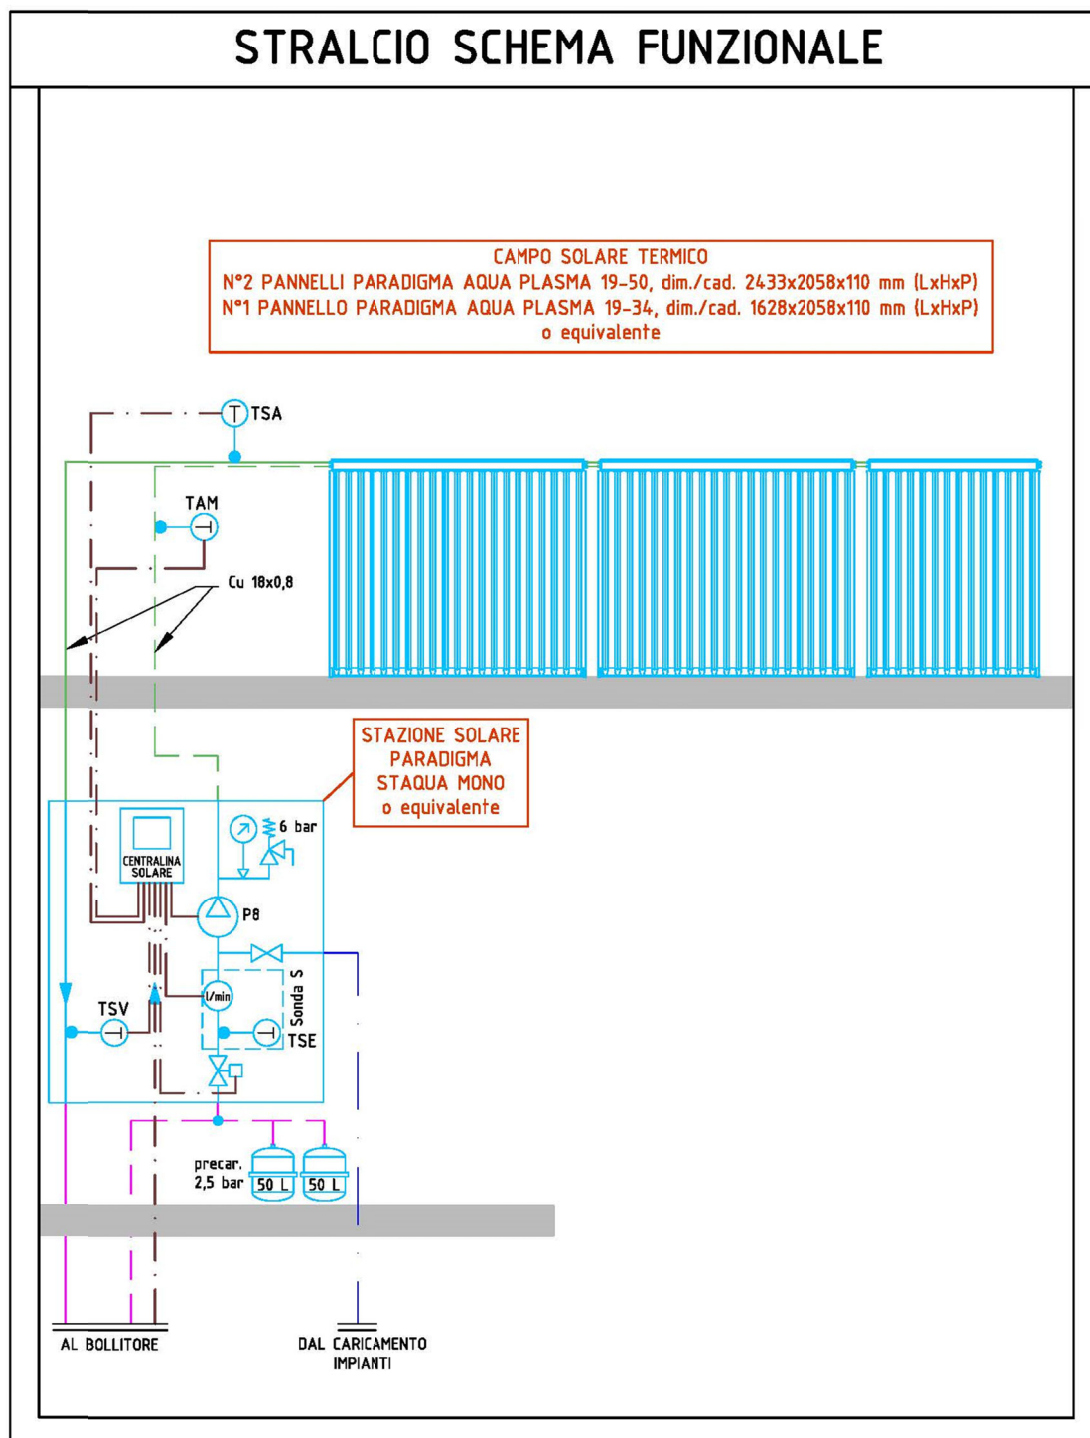 STRALCIO SCHEMA FUNZIONALE
CAMPO SOLARE TERMICO
N°2 PANNELLI PARADIGMA AQUA PLASMA 19-50, dim./cad. 2433x2058x110 mm (LxHxP)
N°1 PANNELLO PARADIGMA AQUA PLASMA 19-34, dim./cad. 1628x2058x110 mm (LxHxP)
o equivalente
T TSA
TAM
T
Cu 18x0,8
STAZIONE SOLARE
PARADIGMA
STAQUA MONO
o equivalente
6 bar
CENTRALINA
SOLARE
P8
Sonda S
l/min
TSV
T
T
TSE
precar.
2,5 bar
50 L
50 L
AL BOLLITORE
DAL CARICAMENTO
IMPIANTI